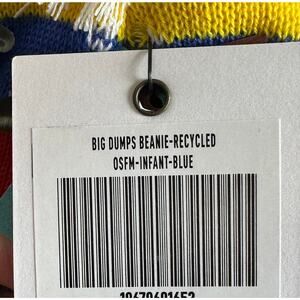 BIG DUMPS BEANIE-RECYCLED
OSFM-INFANT-BLUE